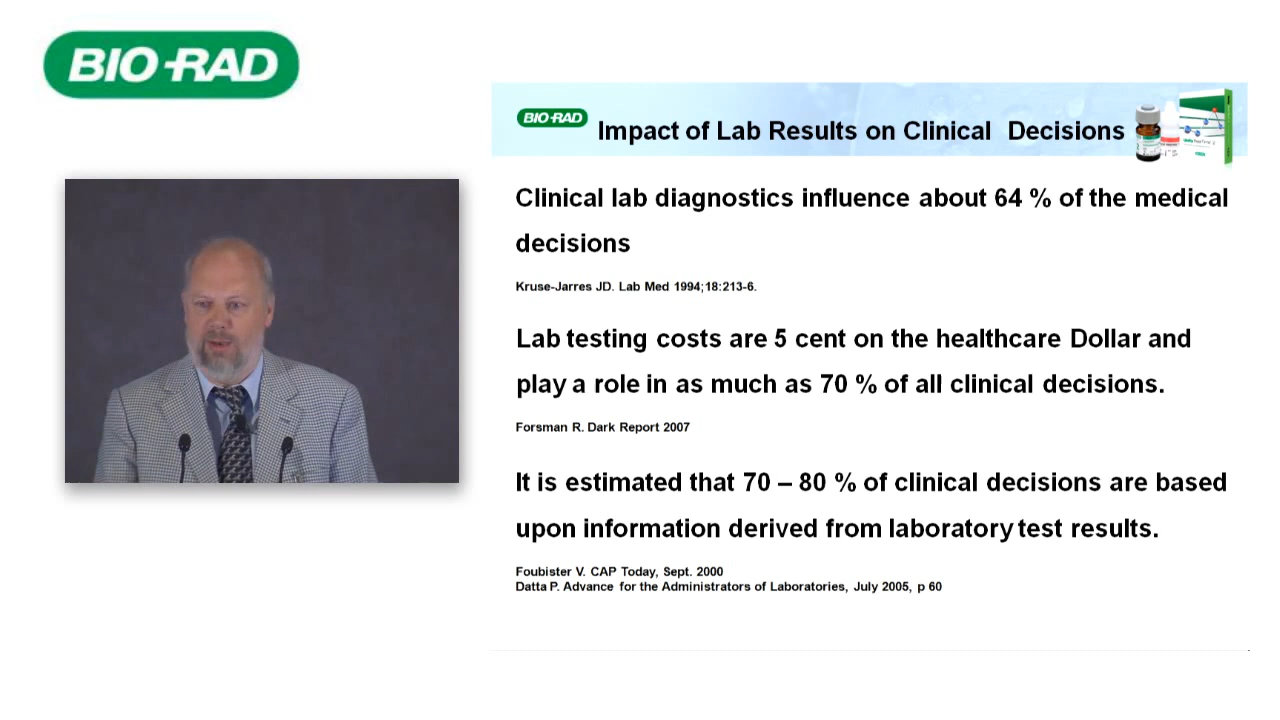 BIO-RAD
BIO-RAD
Impact of Lab Results on Clinical Decisions
Clinical lab diagnostics influence about 64 % of the medical
decisions
Kruse-Jarres JD. Lab Med 1994;18:213-6.
Lab testing costs are 5 cent on the healthcare Dollar and
play a role in as much as 70 % of all clinical decisions.
Forsman R. Dark Report 2007
It is estimated that 70 – 80 % of clinical decisions are based
upon information derived from laboratory test results.
Foubister V. CAP Today, Sept. 2000
Datta P. Advance for the Administrators of Laboratories, July 2005, p 60